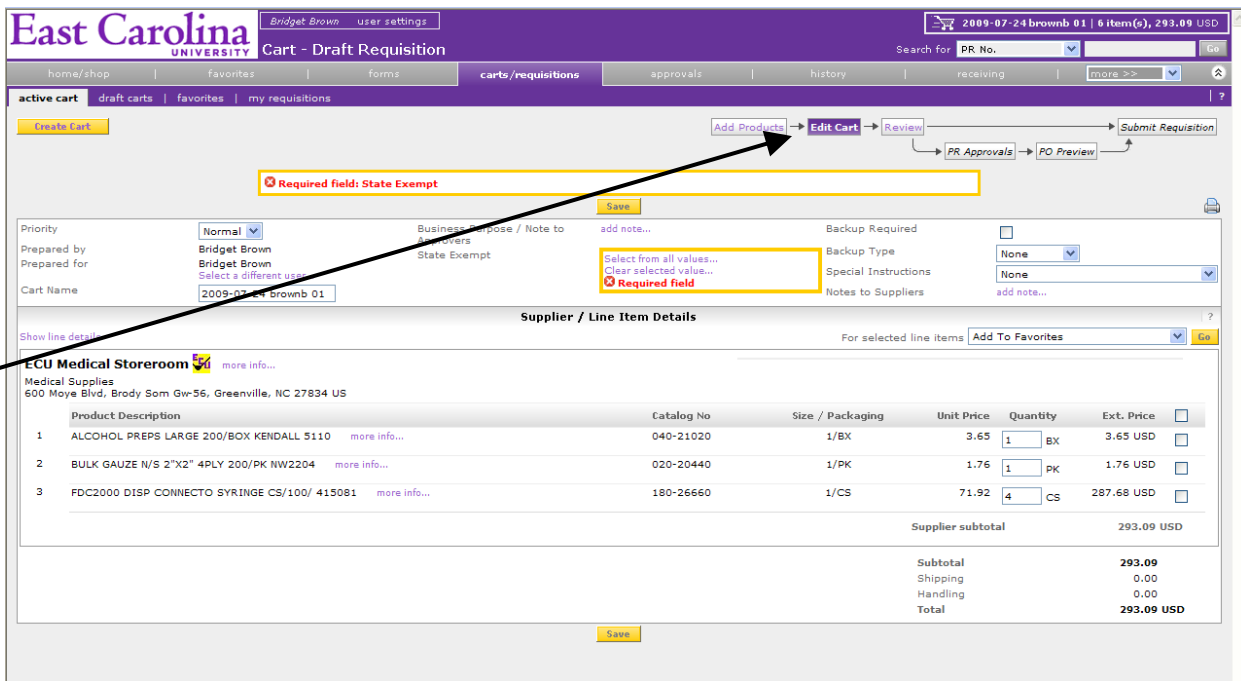 East Carolina
UNIVERSITY
Bridget Brown user settings
2009-07-24 brownb 01 | 6 item(s), 293.09 USD
Cart - Draft Requisition
Search for PR No. Go
home/shop | favorites | forms carts/requisitions approvals | history | receiving | more >>
active cart draft carts | favorites | my requisitions | ?
Create Cart
Add Products Edit Cart Review Submit Requisition
PR Approvals PO Preview
Required field: State Exempt
Save
Priority Normal
Prepared by Bridget Brown
Prepared for Bridget Brown
Select a different user
Cart Name 2009-07-24 brownb 01
Business Purpose / Note to
Approvers
add note...
State Exempt
Select from all values...
Clear selected value...
Required field
Backup Required
Backup Type None
Special Instructions None
Notes to Suppliers add note...
Supplier / Line Item Details ?
Show line details
For selected line items Add To Favorites Go
ECU Medical Storeroom ECU more info...
Medical Supplies
600 Moye Blvd, Brody Som Gw-56, Greenville, NC 27834 US
Product Description Catalog No Size / Packaging Unit Price Quantity Ext. Price
1 ALCOHOL PREPS LARGE 200/BOX KENDALL 5110 more info... 040-21020 1/BX 3.65 1 BX 3.65 USD
2 BULK GAUZE N/S 2"X2" 4PLY 200/PK NW2204 more info... 020-20440 1/PK 1.76 1 PK 1.76 USD
3 FDC2000 DISP CONNECTO SYRINGE CS/100/ 415081 more info... 180-26660 1/CS 71.92 4 CS 287.68 USD
Supplier subtotal 293.09 USD
Subtotal 293.09
Shipping 0.00
Handling 0.00
Total 293.09 USD
Save